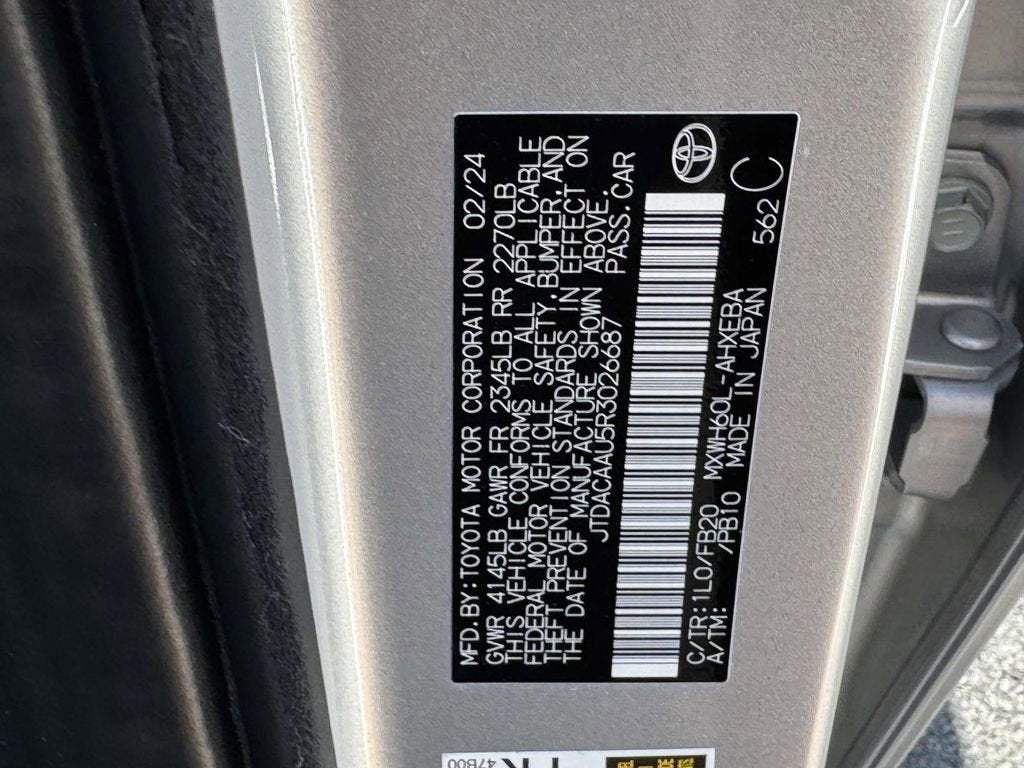 MFD.BY:TOYOTA MOTOR CORPORATION 02/24
GVWR 4145LB GAWR FR 2345LB RR 2270LB
THIS VEHICLE CONFORMS TO ALL APPLICABLE
FEDERAL MOTOR VEHICLE SAFETY,BUMPER,AND
THEFT PREVENTION STANDARDS IN EFFECT ON
THE DATE OF MANUFACTURE SHOWN ABOVE.
JTDACAAU5R3026687 PASS.CAR
C/TR:1L0/FB20 MXWH60L-AHXEBA 562 C
A/TM: /PB10 MADE IN JAPAN
47B00